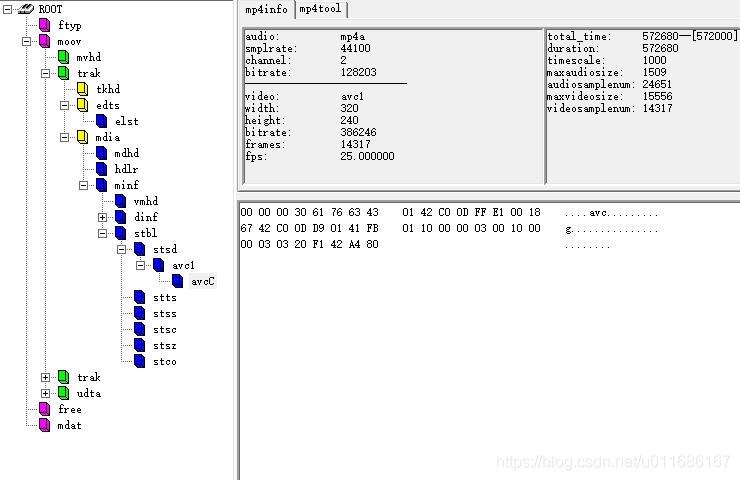 ROOT
ftyp
moov
mvhd
trak
tkhd
edts
elst
mdia
mdhd
hdlr
minf
vmhd
dinf
stbl
stsd
avc1
avcC
stts
stss
stsc
stsz
stco
trak
udta
free
mdat
mp4info mp4tool
audio: mp4a
smplrate: 44100
channel: 2
bitrate: 128203
video: avc1
width: 320
height: 240
bitrate: 386246
frames: 14317
fps: 25.000000
total_time: 572680--[572000]
duration: 572680
timescale: 1000
maxaudiosize: 1509
audiosamplenum: 24651
maxvideosize: 15556
videosamplenum: 14317
00 00 00 30 61 76 63 43 01 42 C0 0D FF E1 00 18 ....avc.........
67 42 C0 0D D9 01 41 FB 01 10 00 00 03 00 10 00 g...............
00 03 03 20 F1 42 A4 80 ........
https://blog.csdn.net/u011686167